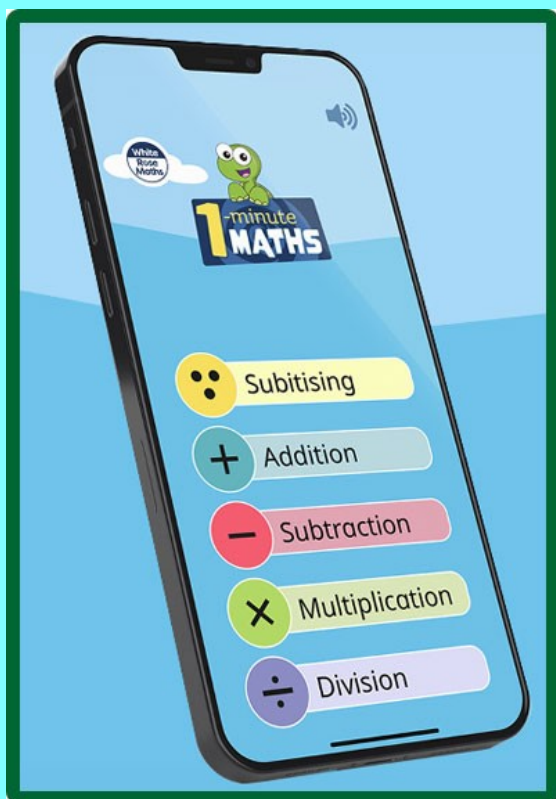 White
Rose
Maths
1-minute
MATHS
Subitising
+ Addition
− Subtraction
× Multiplication
÷ Division